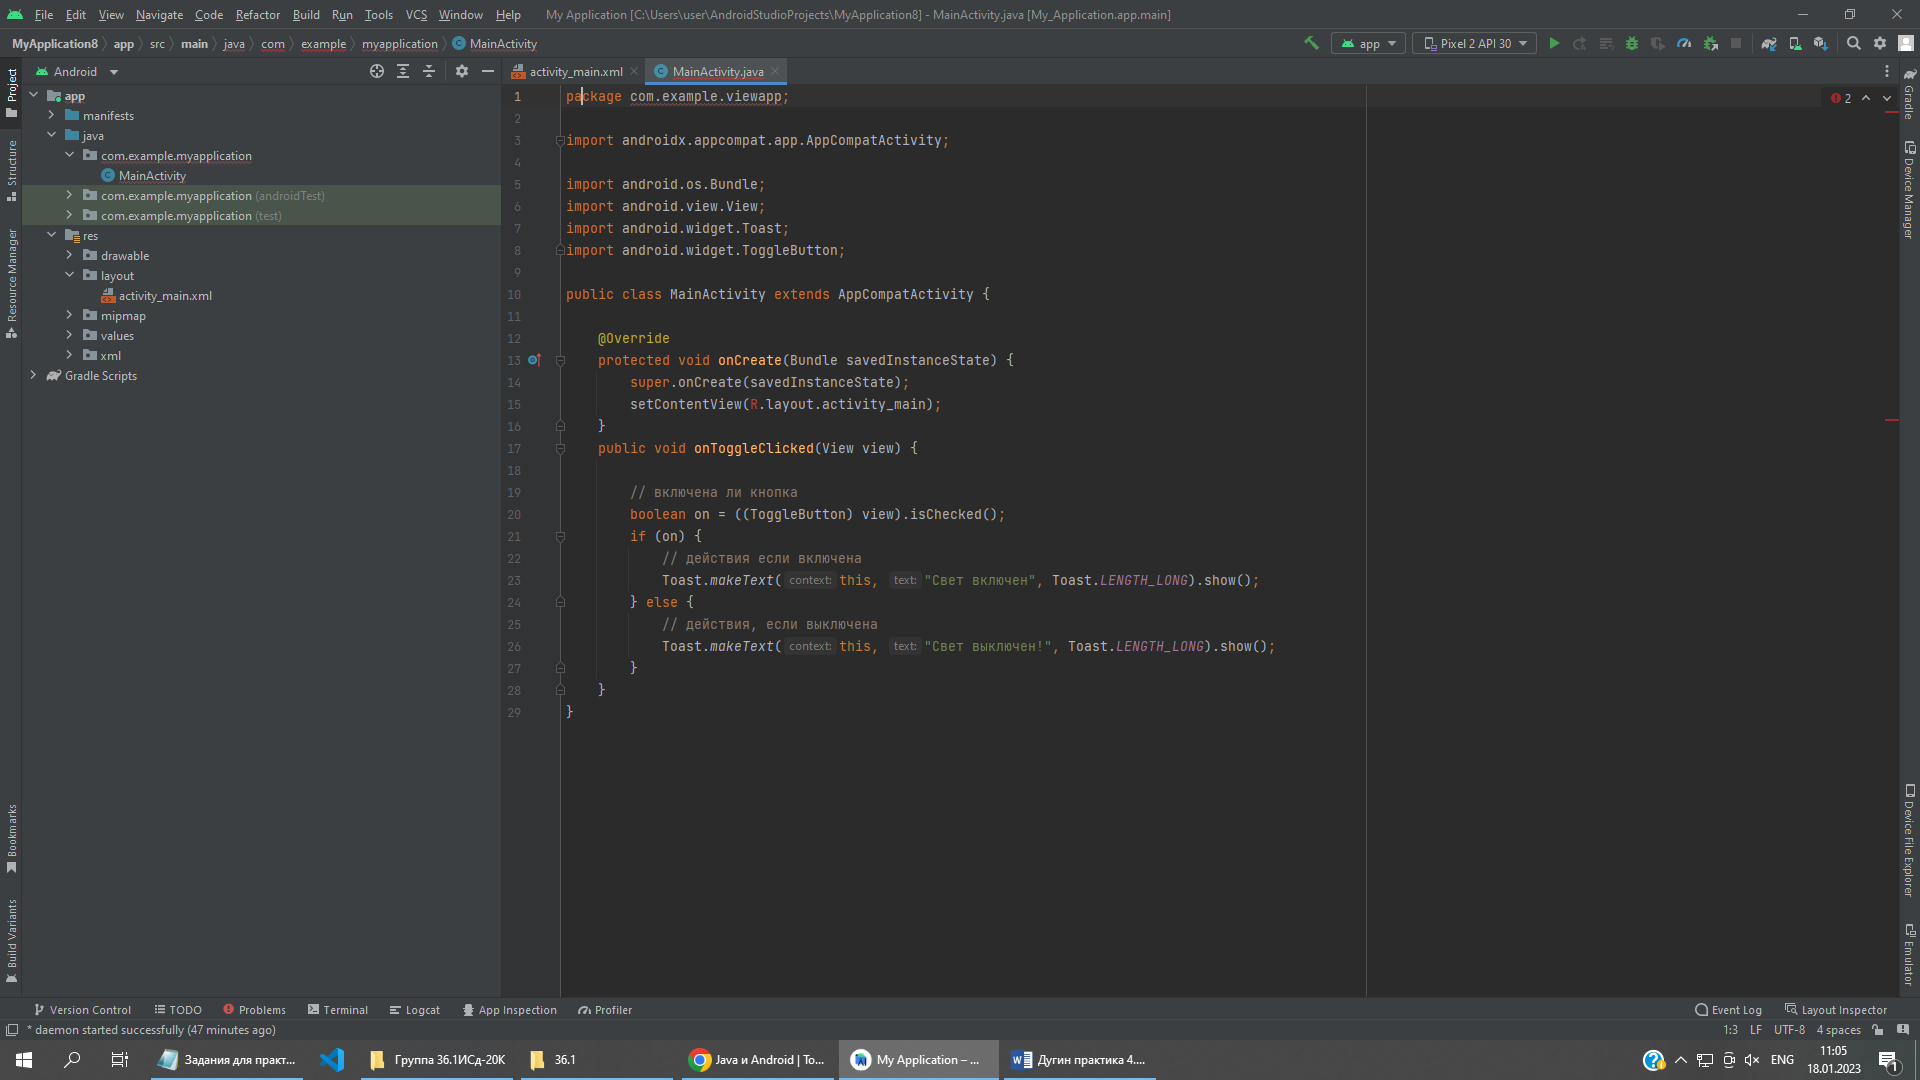 File Edit View Navigate Code Refactor Build Run Tools VCS Window Help My Application [C:\Users\user\AndroidStudioProjects\MyApplication8] - MainActivity.java [My_Application.app.main]
MyApplication8 app src main java com example myapplication MainActivity app Pixel 2 API 30
Android activity_main.xml MainActivity.java
Project
Structure
Resource Manager
Bookmarks
Build Variants
app
manifests
java
com.example.myapplication
MainActivity
com.example.myapplication (androidTest)
com.example.myapplication (test)
res
drawable
layout
activity_main.xml
mipmap
values
xml
Gradle Scripts
1 package com.example.viewapp;
2
3 import androidx.appcompat.app.AppCompatActivity;
4
5 import android.os.Bundle;
6 import android.view.View;
7 import android.widget.Toast;
8 import android.widget.ToggleButton;
9
10 public class MainActivity extends AppCompatActivity {
11
12 @Override
13 protected void onCreate(Bundle savedInstanceState) {
14 super.onCreate(savedInstanceState);
15 setContentView(R.layout.activity_main);
16 }
17 public void onToggleClicked(View view) {
18
19 // включена ли кнопка
20 boolean on = ((ToggleButton) view).isChecked();
21 if (on) {
22 // действия если включена
23 Toast.makeText( context: this, text: "Свет включен", Toast.LENGTH_LONG).show();
24 } else {
25 // действия, если выключена
26 Toast.makeText( context: this, text: "Свет выключен!", Toast.LENGTH_LONG).show();
27 }
28 }
29 }
2
Gradle
Device Manager
Device File Explorer
Emulator
Version Control TODO Problems Terminal Logcat App Inspection Profiler Event Log Layout Inspector
* daemon started successfully (47 minutes ago) 1:3 LF UTF-8 4 spaces
Задания для практ... Группа 36.1ИСд-20К 36.1 Java и Android | To... My Application – ... Дугин практика 4.... ENG 11:05
18.01.2023
1